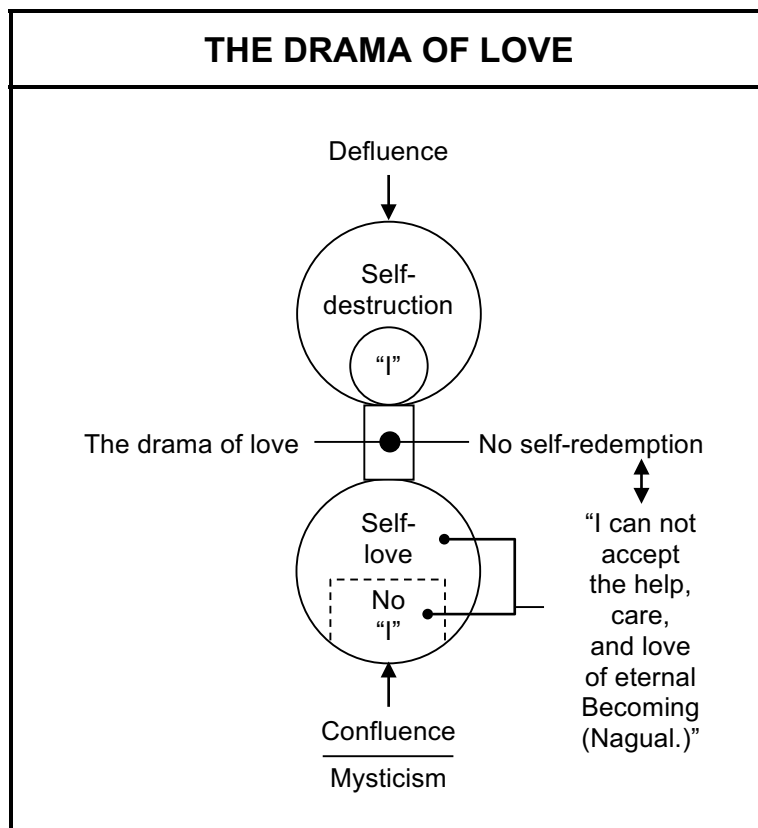 THE DRAMA OF LOVE
Defluence
Self-
destruction
“I”
The drama of love
No self-redemption
Self-
love
No
“I”
“I can not
accept
the help,
care,
and love
of eternal
Becoming
(Nagual.)”
Confluence
Mysticism